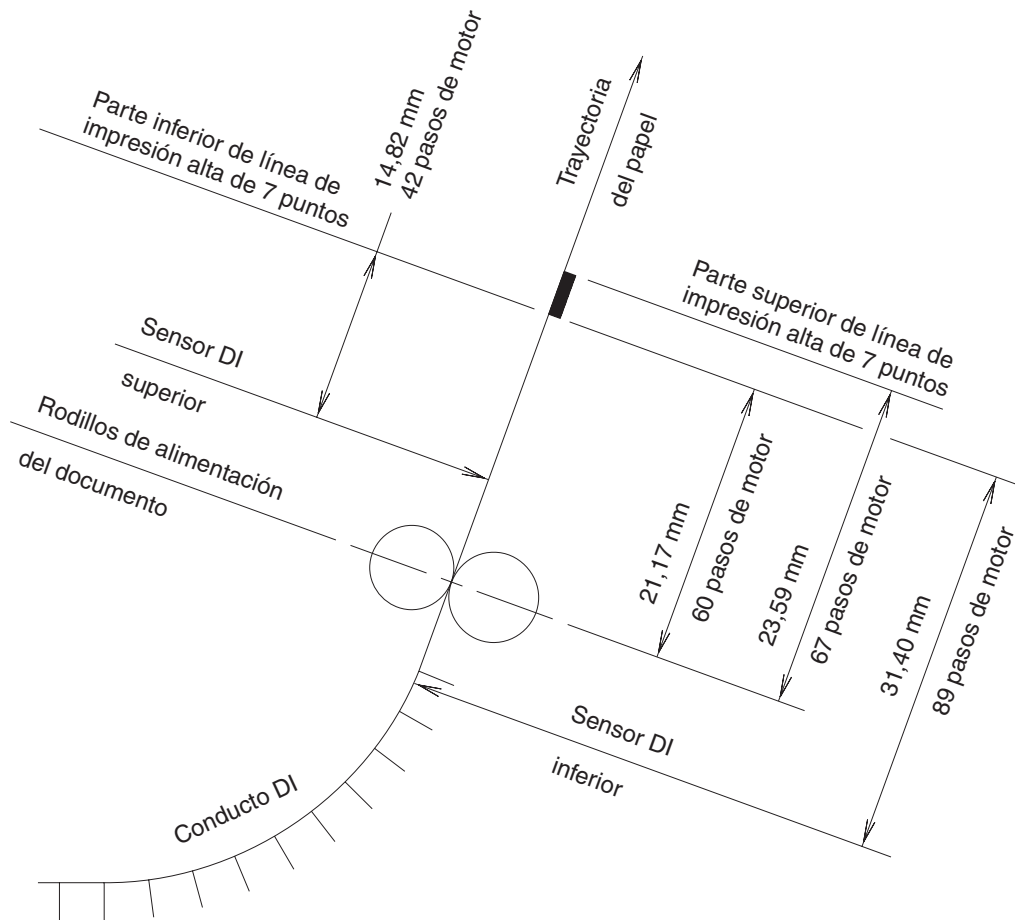 14,82 mm
42 pasos de motor
Trayectoria
del papel
Parte inferior de línea de
impresión alta de 7 puntos
Parte superior de línea de
impresión alta de 7 puntos
Sensor DI
superior
Rodillos de alimentación
del documento
21,17 mm
60 pasos de motor
23,59 mm
67 pasos de motor
31,40 mm
89 pasos de motor
Sensor DI
inferior
Conducto DI